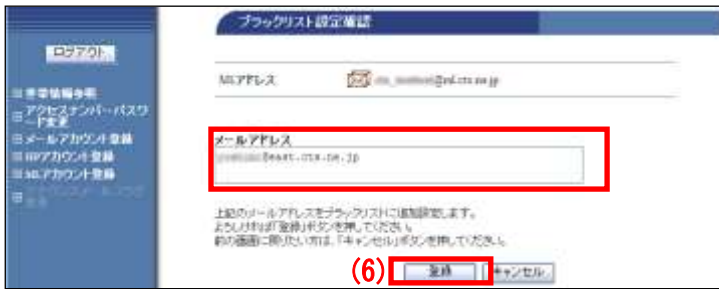 ブラックリスト設定確認
ログアウト
MLアドレス
@ml.cts.ne.jp
アクセスナンバーパスワード変更
メールアカウント登録
HPアカウント登録
MLアカウント登録
メールアドレス
@east.cts.ne.jp
上記のメールアドレスをブラックリストに追加設定します。
よろしければ「登録」ボタンを押してください。
前の画面に戻りたい方は、「キャンセル」ボタンを押してください。
(6)
登録
キャンセル